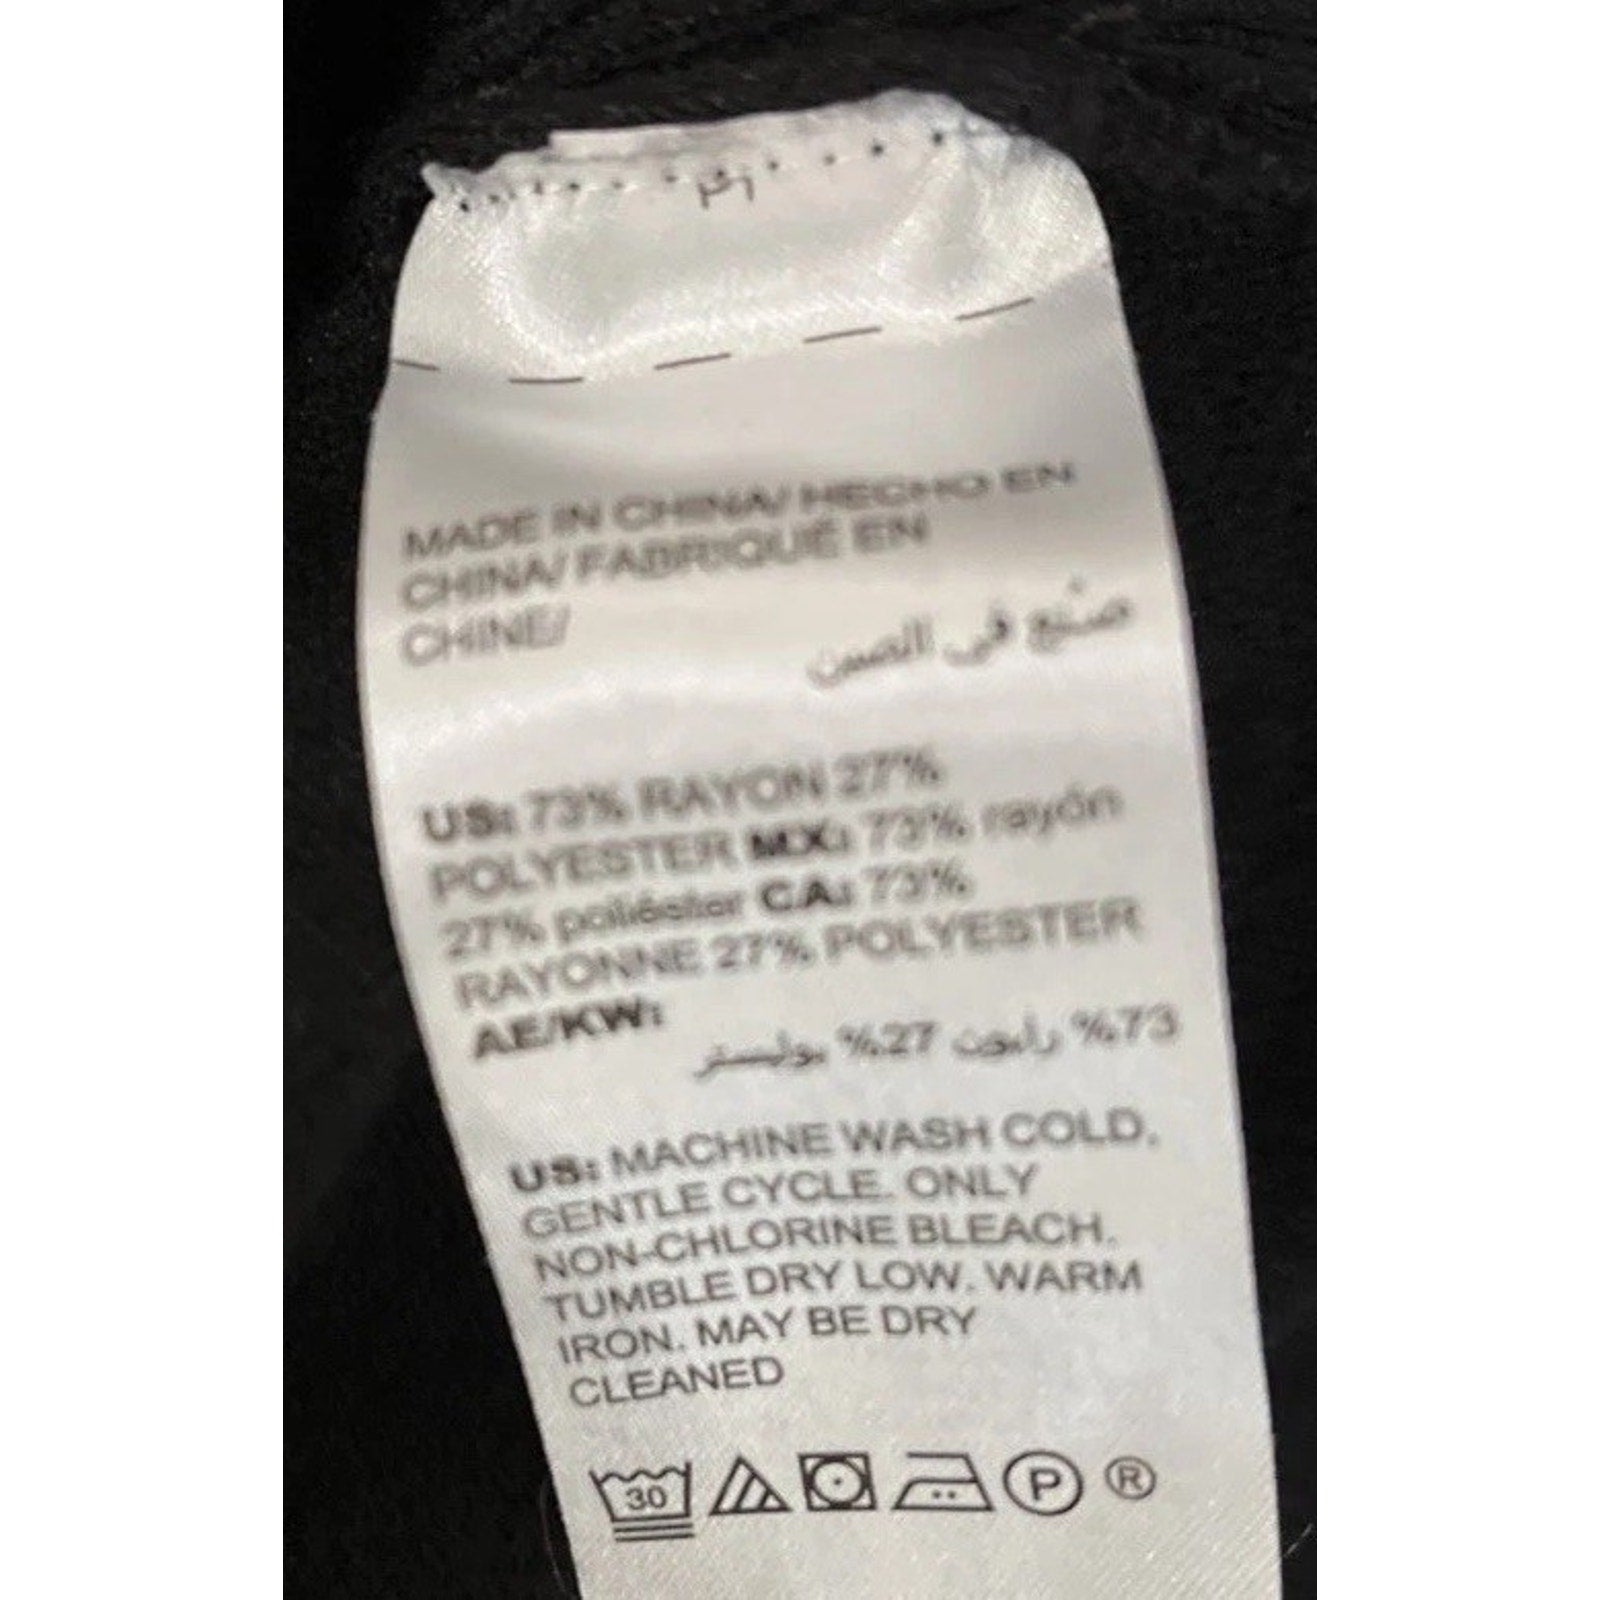 MADE IN CHINA/ HECHO EN
CHINA/ FABRIQUÉ EN
CHINE/
صنع في الصين
US: 73% RAYON 27%
POLYESTER MX: 73% rayón
27% poliéster CA: 73%
RAYONNE 27% POLYESTER
AE/KW:
73% رايون 27% بوليستر
US: MACHINE WASH COLD,
GENTLE CYCLE. ONLY
NON-CHLORINE BLEACH.
TUMBLE DRY LOW. WARM
IRON. MAY BE DRY
CLEANED
30 P ®